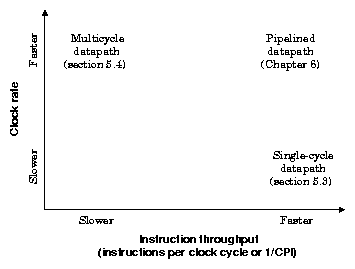 Clock rate
Faster
Slower
Multicycle
datapath
(section 5.4)
Pipelined
datapath
(Chapter 6)
Single-cycle
datapath
(section 5.3)
Slower
Faster
Instruction throughput
(instructions per clock cycle or 1/CPI)